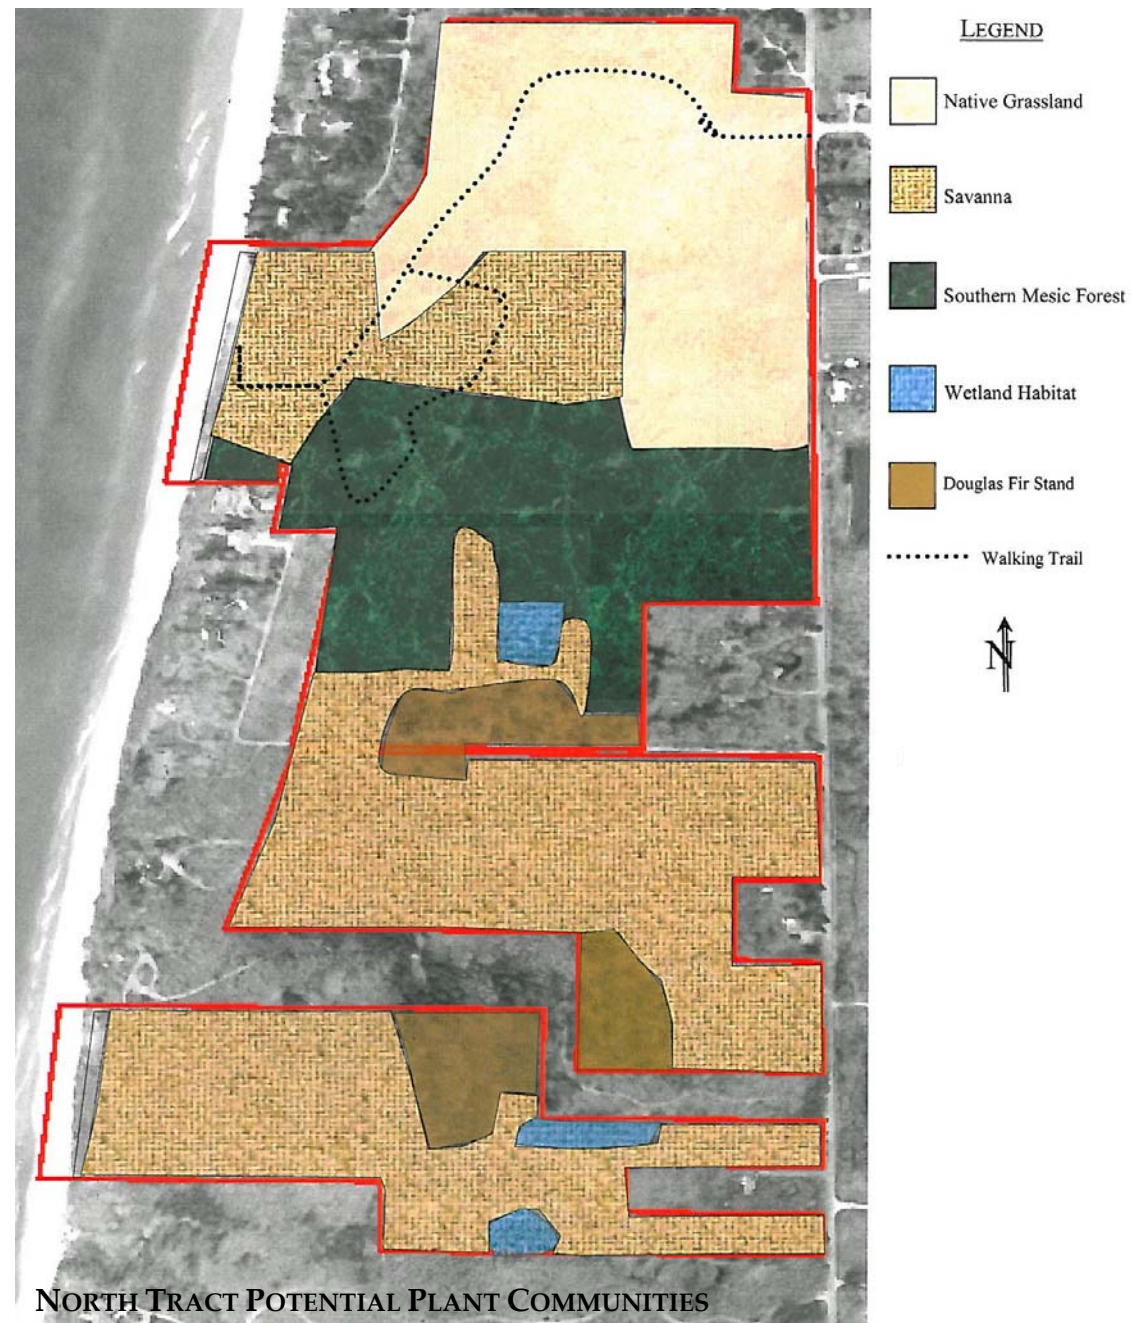 LEGEND
Native Grassland
Savanna
Southern Mesic Forest
Wetland Habitat
Douglas Fir Stand
Walking Trail
N
NORTH TRACT POTENTIAL PLANT COMMUNITIES